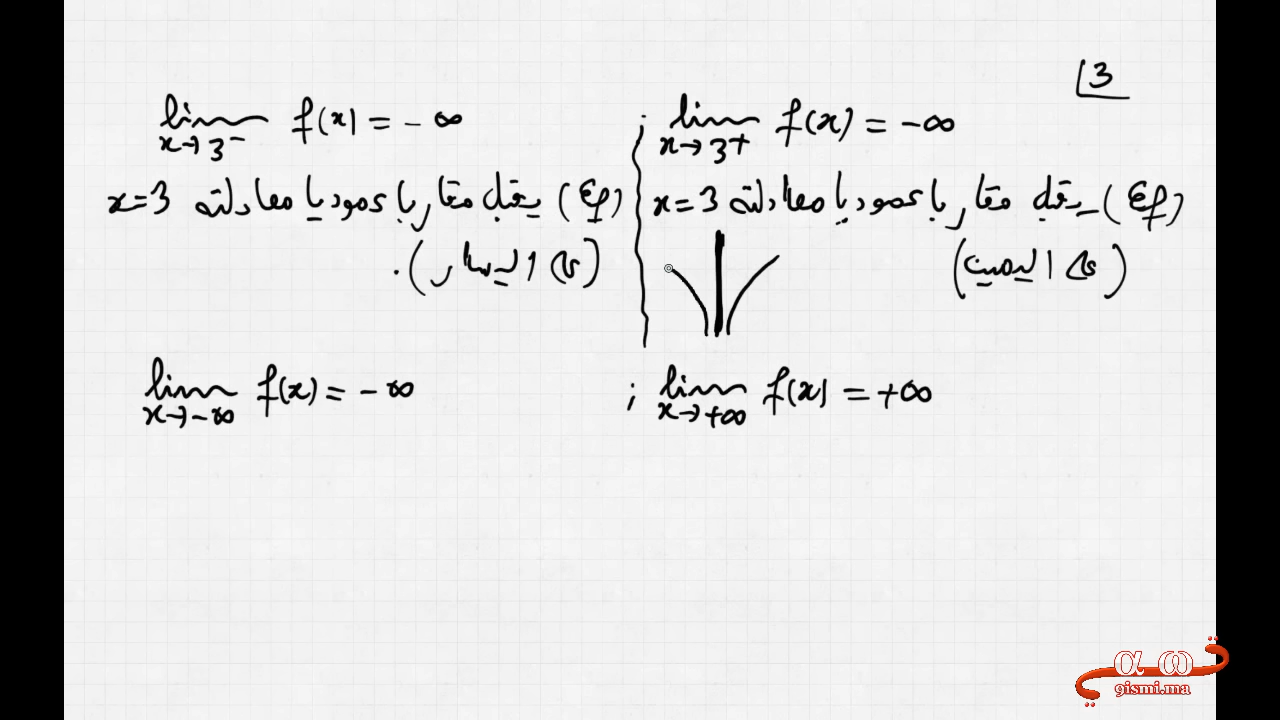 3
lim x→3⁺ f(x) = -∞ ; lim x→3⁻ f(x) = -∞
(Cf) يقبل مقاربا عموديا معادلته x=3
(على اليمين)
(Cf) يقبل مقاربا عموديا معادلته x=3
(على اليسار).
lim x→-∞ f(x) = -∞ ; lim x→+∞ f(x) = +∞
α ω
gismi.ma